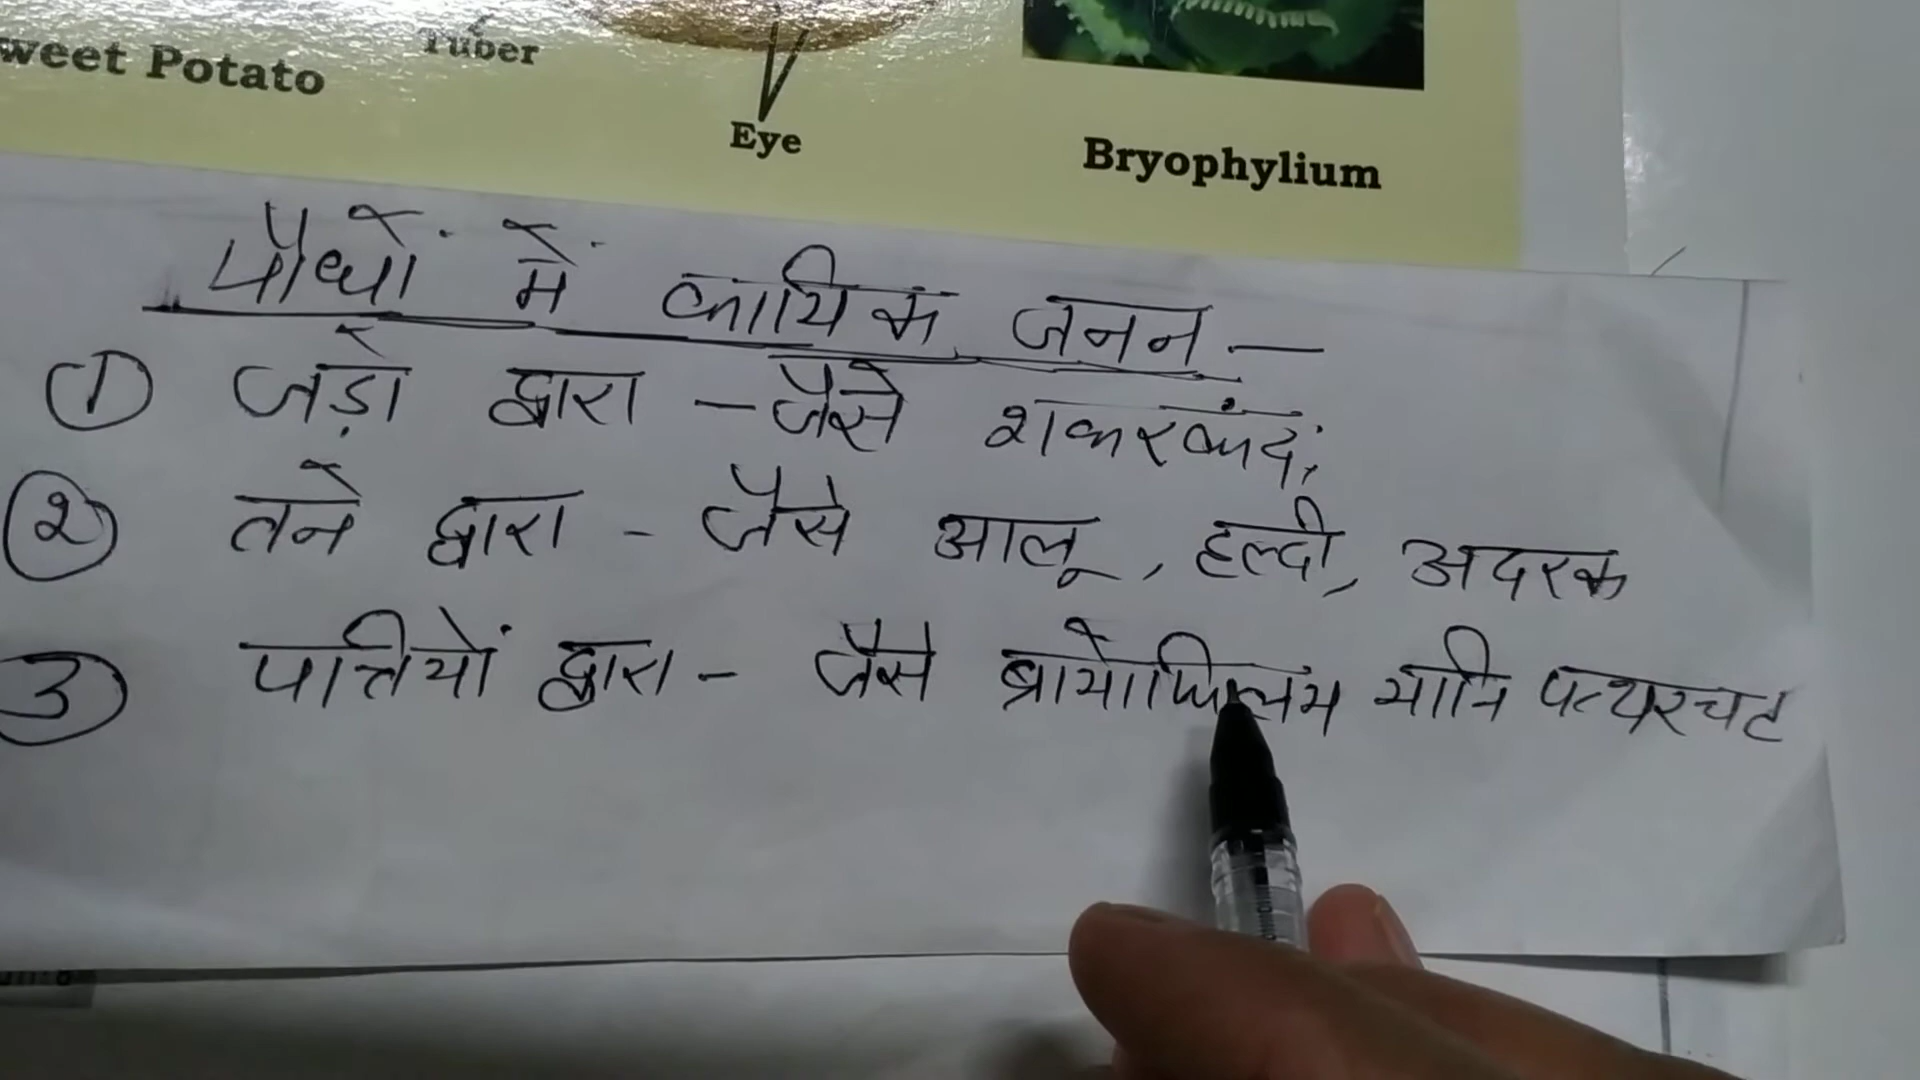 weet Potato
Tuber
Eye
Bryophylium
पौधों में कायिक जनन –
① जड़ो द्वारा – जैसे शकरकंद,
② तने द्वारा - जैसे आलू, हल्दी, अदरक
3 पत्तियों द्वारा - जैसे ब्रायोफिलम यानि पत्थरचट